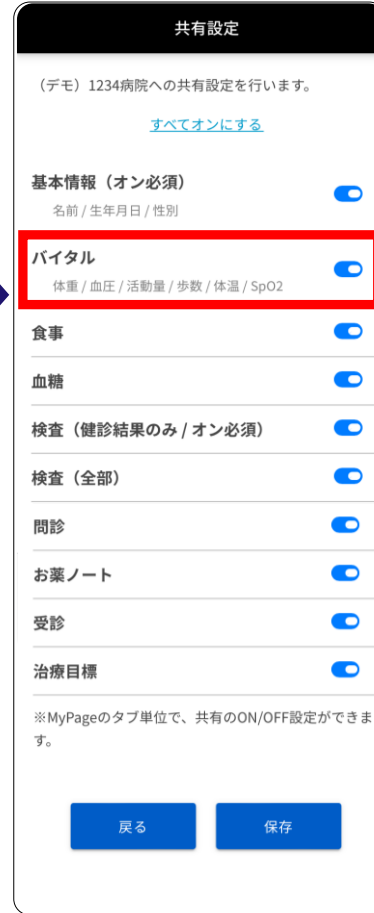 共有設定
（デモ）1234病院への共有設定を行います。
すべてオンにする
基本情報（オン必須）
名前 / 生年月日 / 性別
バイタル
体重 / 血圧 / 活動量 / 歩数 / 体温 / SpO2
食事
血糖
検査（健診結果のみ / オン必須）
検査（全部）
問診
お薬ノート
受診
治療目標
※MyPageのタブ単位で、共有のON/OFF設定ができま
す。
戻る
保存